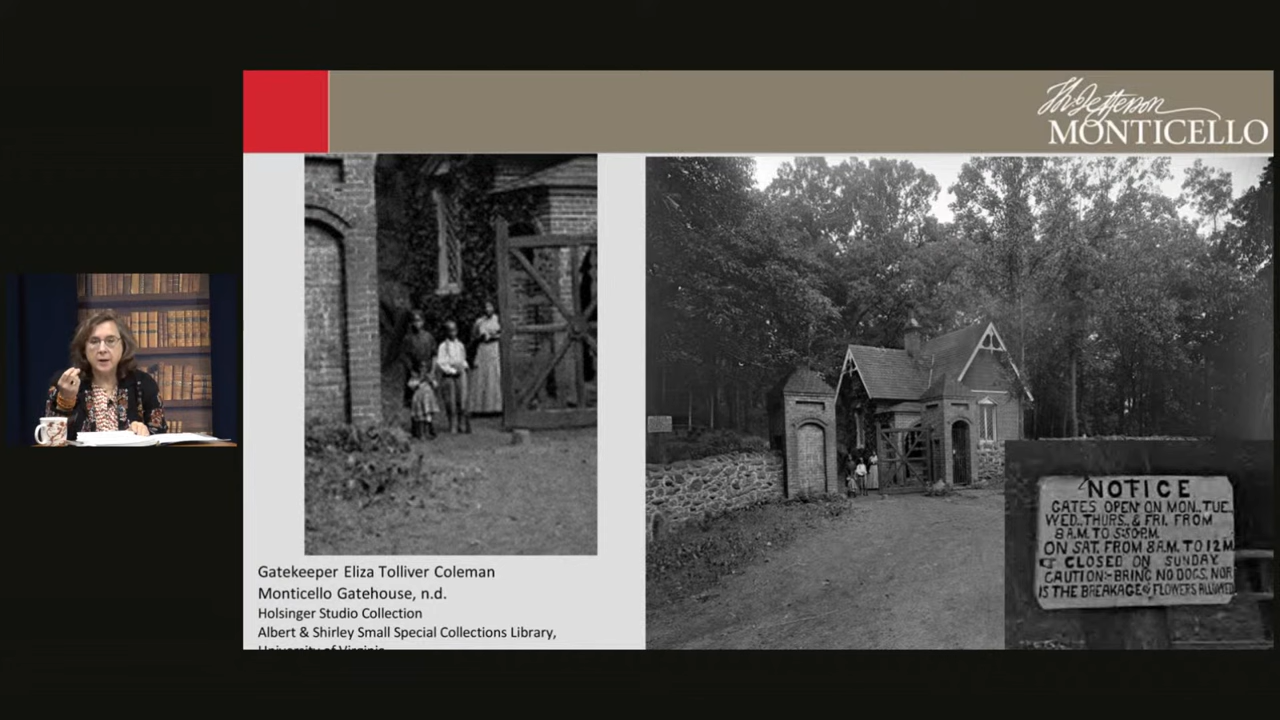 Th. Jefferson
MONTICELLO
Gatekeeper Eliza Tolliver Coleman
Monticello Gatehouse, n.d.
Holsinger Studio Collection
Albert & Shirley Small Special Collections Library,
University of Virginia
NOTICE
GATES OPEN ON MON., TUE.
WED., THURS., & FRI. FROM
8 A.M. TO 5:30 P.M.
ON SAT. FROM 8 A.M. TO 12 M
CLOSED ON SUNDAY
CAUTION:- BRING NO DOGS, NOR
IS THE BREAKAGE OF FLOWERS ALLOWED